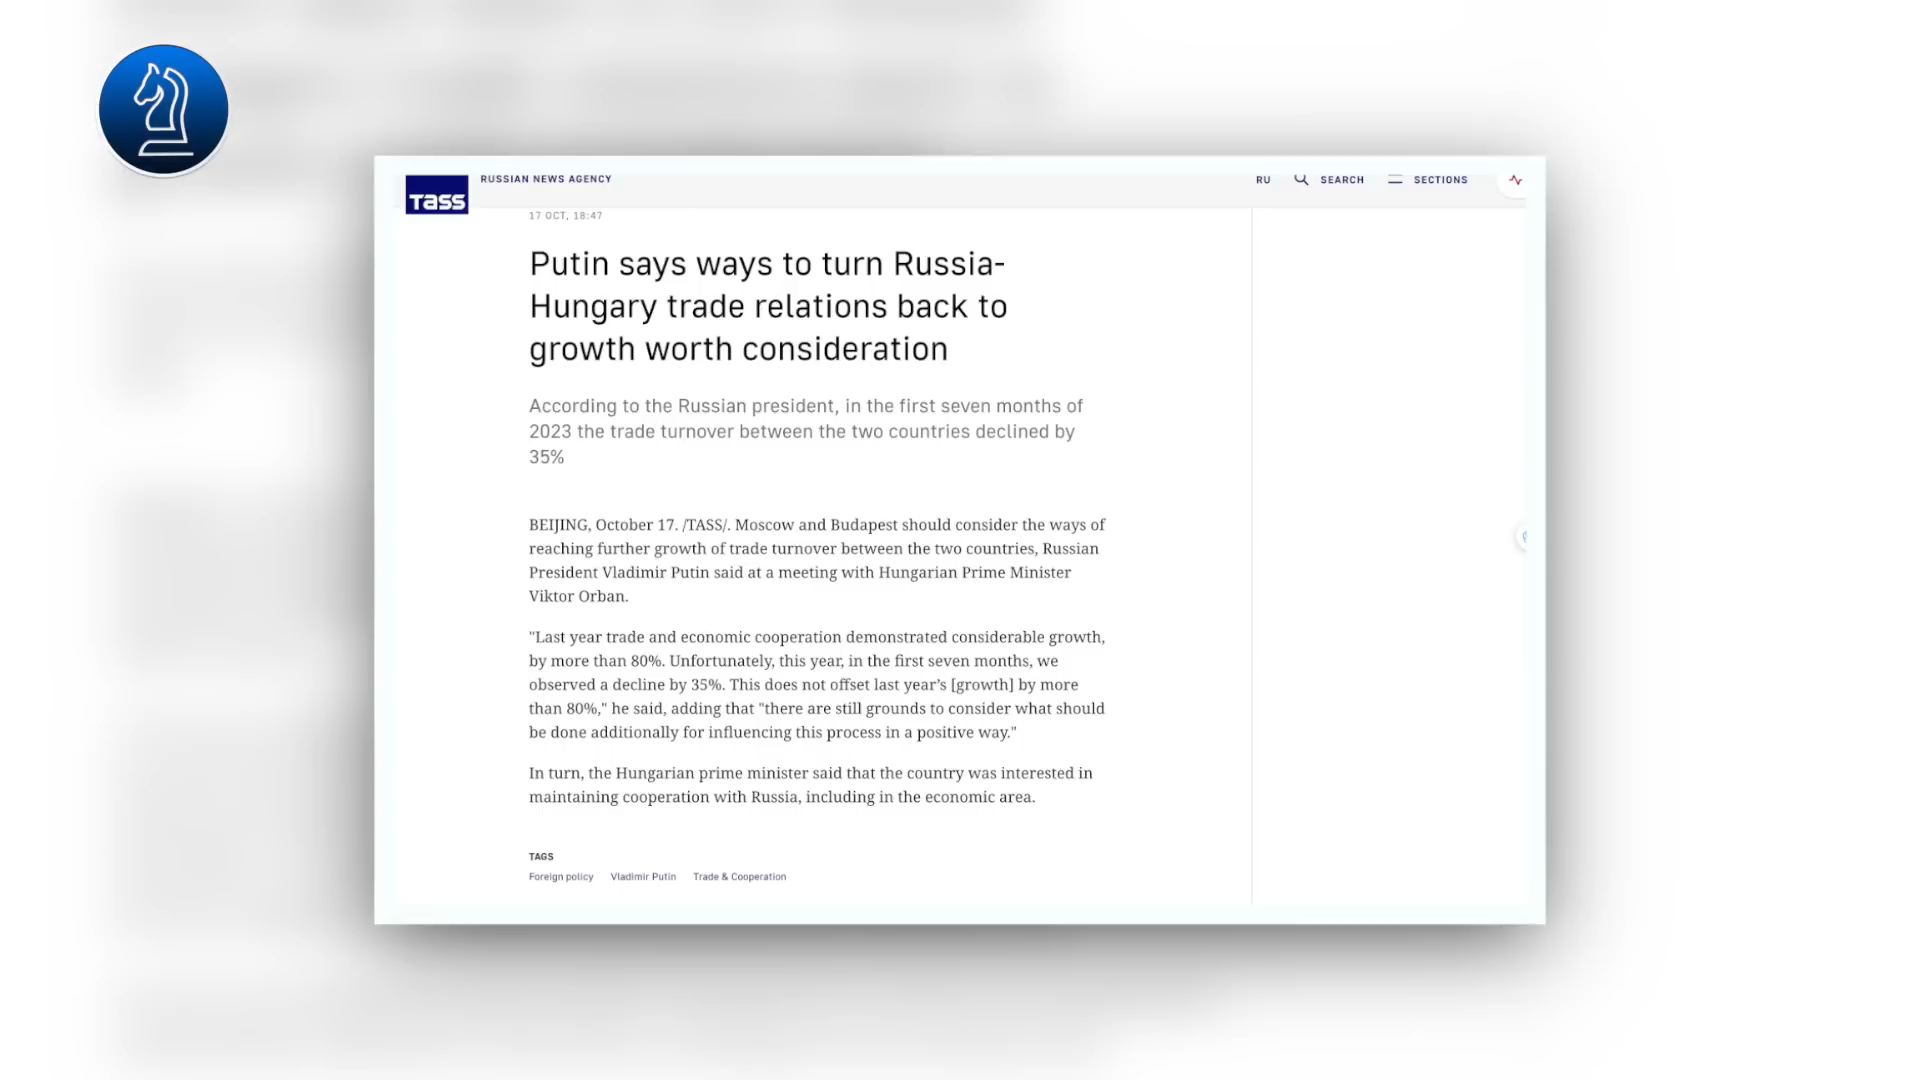 TASS
RUSSIAN NEWS AGENCY
RU
SEARCH
SECTIONS
17 OCT, 18:47
Putin says ways to turn Russia-
Hungary trade relations back to
growth worth consideration
According to the Russian president, in the first seven months of
2023 the trade turnover between the two countries declined by
35%
BEIJING, October 17. /TASS/. Moscow and Budapest should consider the ways of
reaching further growth of trade turnover between the two countries, Russian
President Vladimir Putin said at a meeting with Hungarian Prime Minister
Viktor Orban.
"Last year trade and economic cooperation demonstrated considerable growth,
by more than 80%. Unfortunately, this year, in the first seven months, we
observed a decline by 35%. This does not offset last year’s [growth] by more
than 80%," he said, adding that "there are still grounds to consider what should
be done additionally for influencing this process in a positive way."
In turn, the Hungarian prime minister said that the country was interested in
maintaining cooperation with Russia, including in the economic area.
TAGS
Foreign policy Vladimir Putin Trade & Cooperation